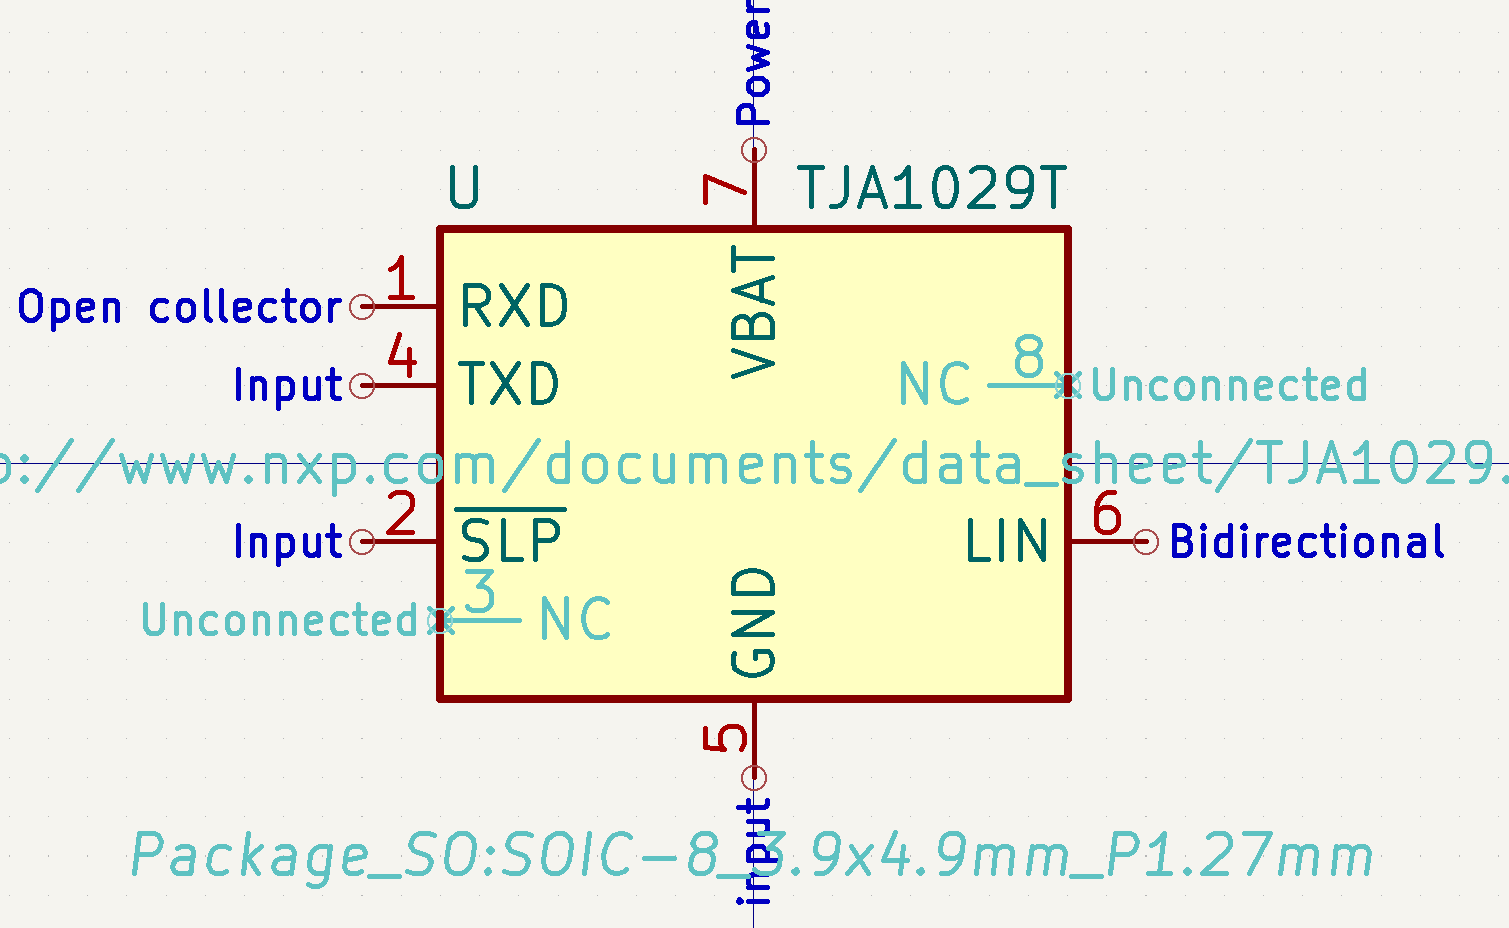 Power
7
U
TJA1029T
VBAT
Open collector
1
RXD
Input
4
TXD
NC
8
Unconnected
p://www.nxp.com/documents/data_sheet/TJA1029.
Input
2
SLP
LIN
6
Bidirectional
Unconnected
3
NC
GND
5
input
Package_SO:SOIC-8_3.9x4.9mm_P1.27mm